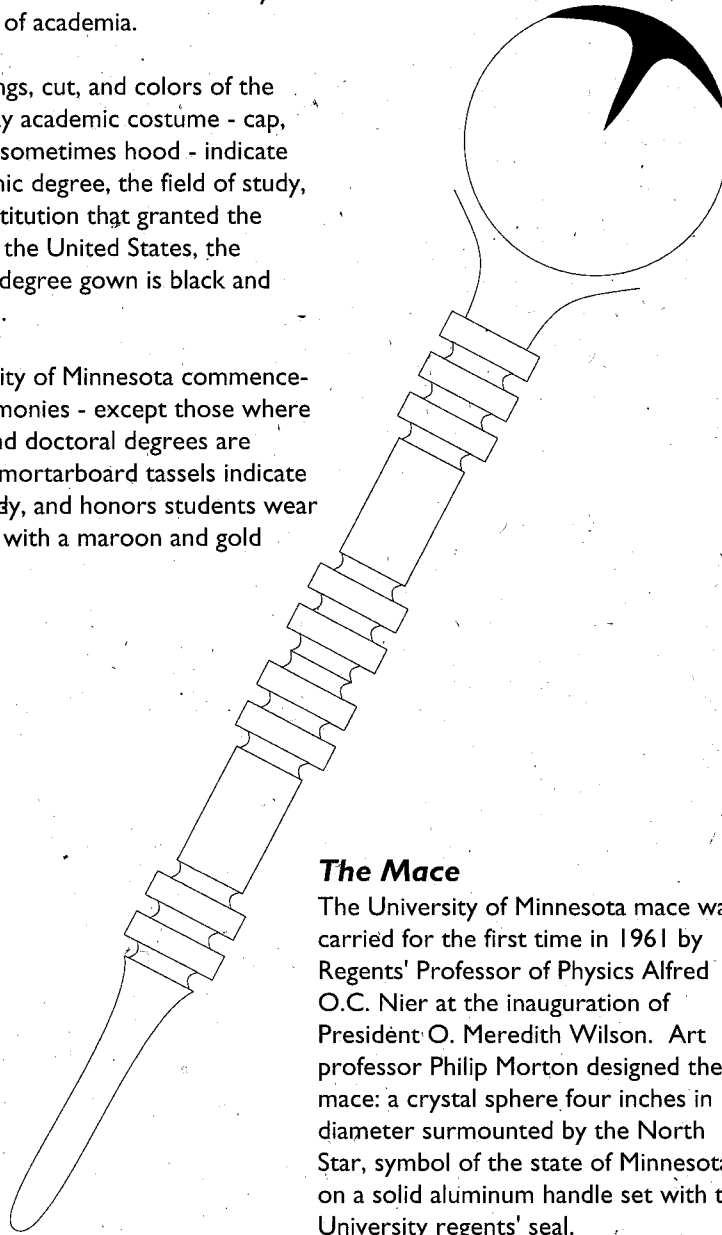 of academia.
ngs, cut, and colors of the
y academic costume - cap,
sometimes hood - indicate
nic degree, the field of study,
stitution that granted the
the United States, the
degree gown is black and
ity of Minnesota commence-
monies - except those where
nd doctoral degrees are
mortarboard tassels indicate
dy, and honors students wear
with a maroon and gold
The Mace
The University of Minnesota mace wa
carried for the first time in 1961 by
Regents' Professor of Physics Alfred
O.C. Nier at the inauguration of
President O. Meredith Wilson. Art
professor Philip Morton designed the
mace: a crystal sphere four inches in
diameter surmounted by the North
Star, symbol of the state of Minnesota
on a solid aluminum handle set with t
University regents' seal.